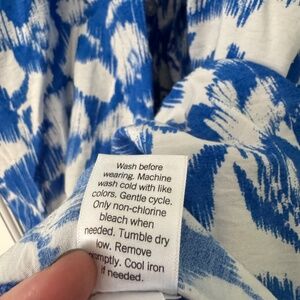 Wash before
wearing. Machine
wash cold with like
colors. Gentle cycle.
Only non-chlorine
bleach when
needed. Tumble dry
low. Remove
promptly. Cool iron
if needed.